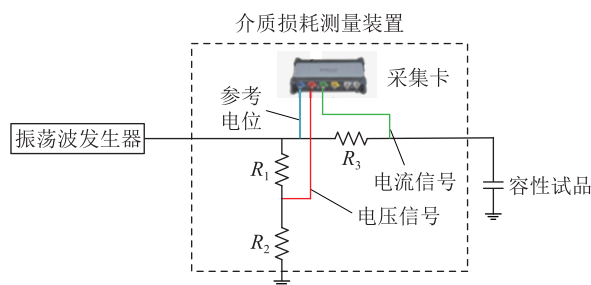 介质损耗测量装置
采集卡
参考
电位
振荡波发生器
R₃
R₁
电流信号
容性试品
电压信号
R₂